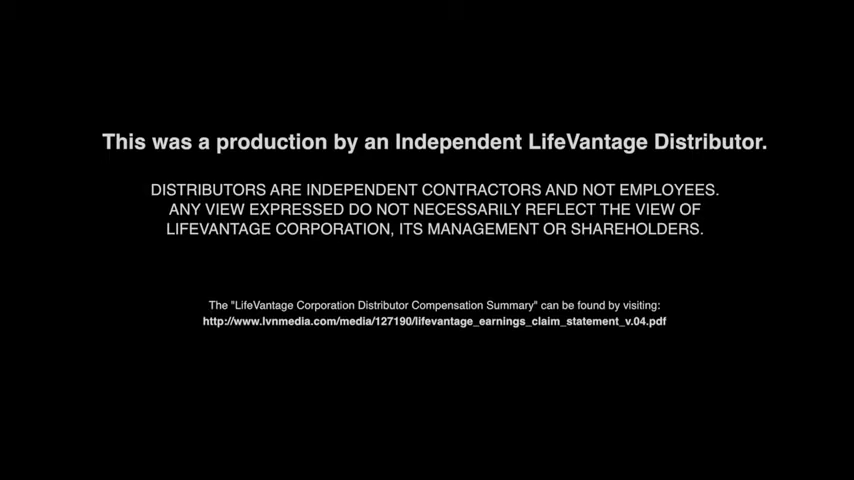 This was a production by an Independent LifeVantage Distributor.
DISTRIBUTORS ARE INDEPENDENT CONTRACTORS AND NOT EMPLOYEES.
ANY VIEW EXPRESSED DO NOT NECESSARILY REFLECT THE VIEW OF
LIFEVANTAGE CORPORATION, ITS MANAGEMENT OR SHAREHOLDERS.
The "LifeVantage Corporation Distributor Compensation Summary" can be found by visiting:
http://www.lvnmedia.com/media/127190/lifevantage_earnings_claim_statement_v.04.pdf